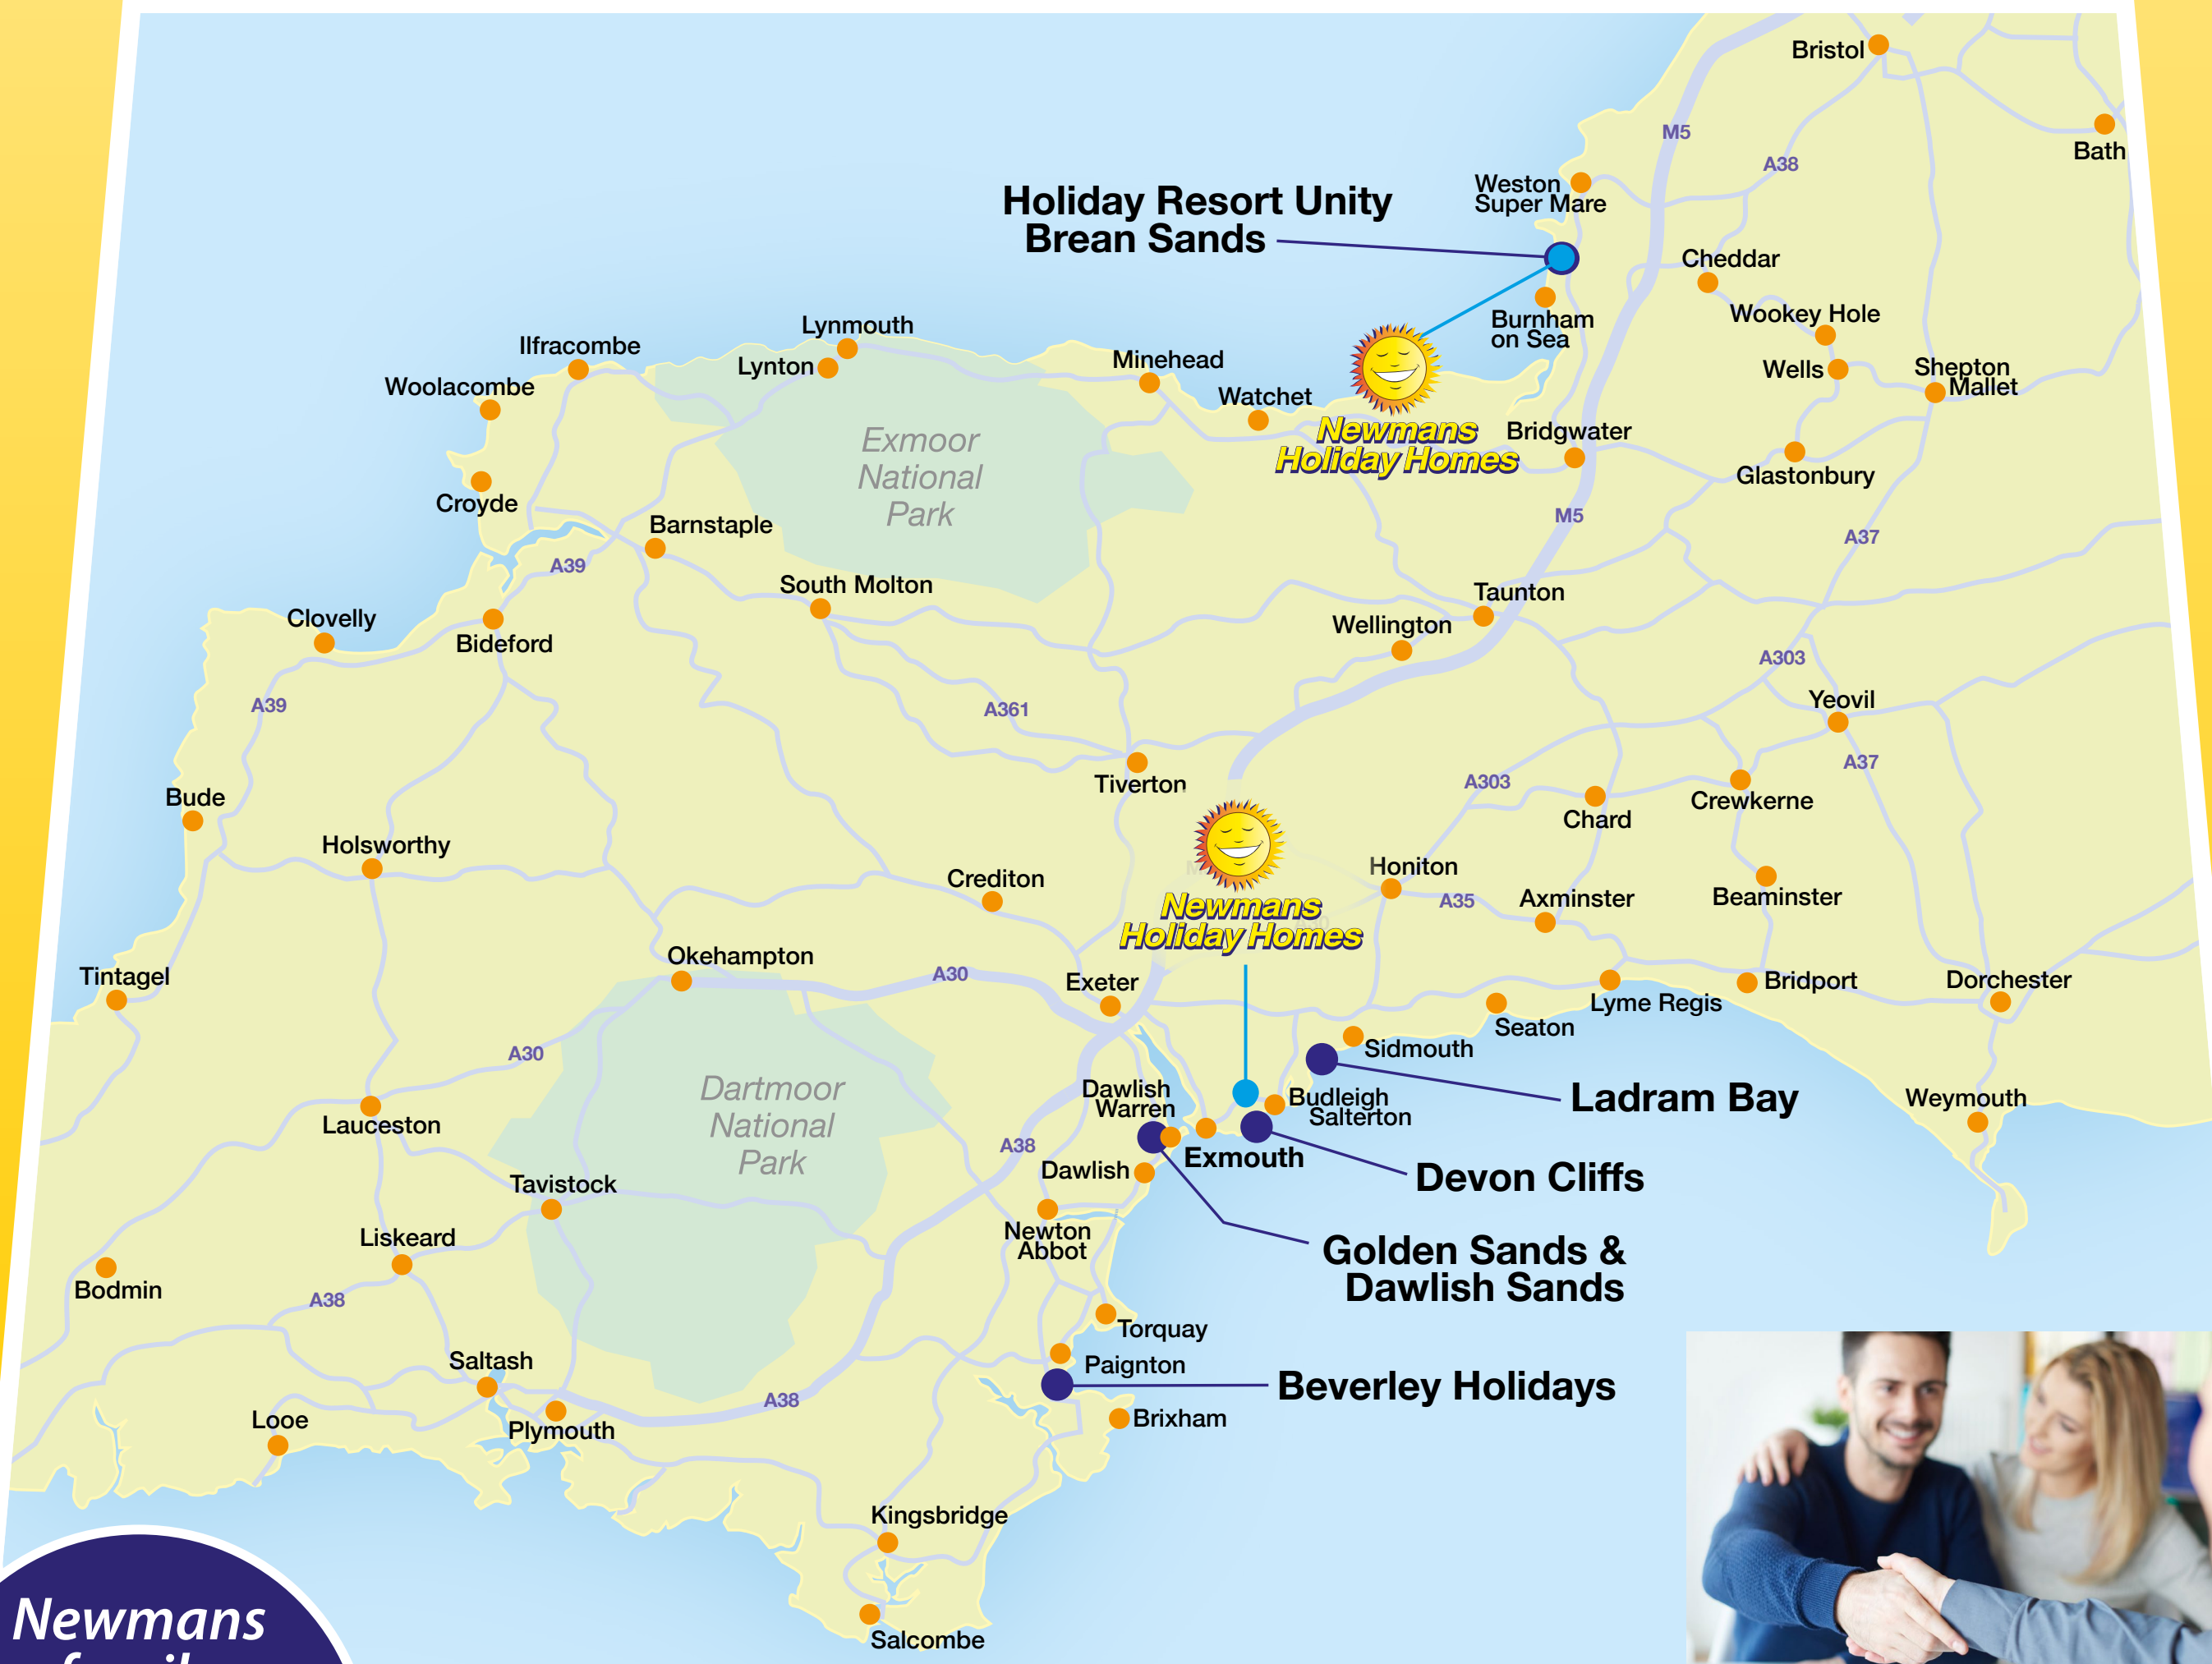 Bristol
M5
A38
Bath
Weston
Super Mare
Holiday Resort Unity
Brean Sands
Cheddar
Wookey Hole
Burnham
on Sea
Lynmouth
Ilfracombe
Lynton
Minehead
Wells
Shepton
Mallet
Woolacombe
Watchet
Newmans
Holiday Homes
Bridgwater
Exmoor
National
Park
Glastonbury
Croyde
M5
Barnstaple
A37
A39
South Molton
Taunton
Clovelly
Wellington
Bideford
A303
A39
A361
Yeovil
A37
Tiverton
A303
Bude
Crewkerne
Chard
Holsworthy
Honiton
Crediton
A35
Axminster
Beaminster
Newmans
Holiday Homes
Okehampton
A30
Tintagel
Exeter
Bridport
Dorchester
Lyme Regis
Seaton
A30
Sidmouth
Dartmoor
National
Park
Dawlish
Warren
Budleigh
Salterton
Ladram Bay
Weymouth
Lauceston
A38
Exmouth
Dawlish
Devon Cliffs
Tavistock
Newton
Abbot
Liskeard
Golden Sands &
Dawlish Sands
Bodmin
A38
Torquay
Saltash
Paignton
Beverley Holidays
A38
Looe
Plymouth
Brixham
Kingsbridge
Newmans
Salcombe